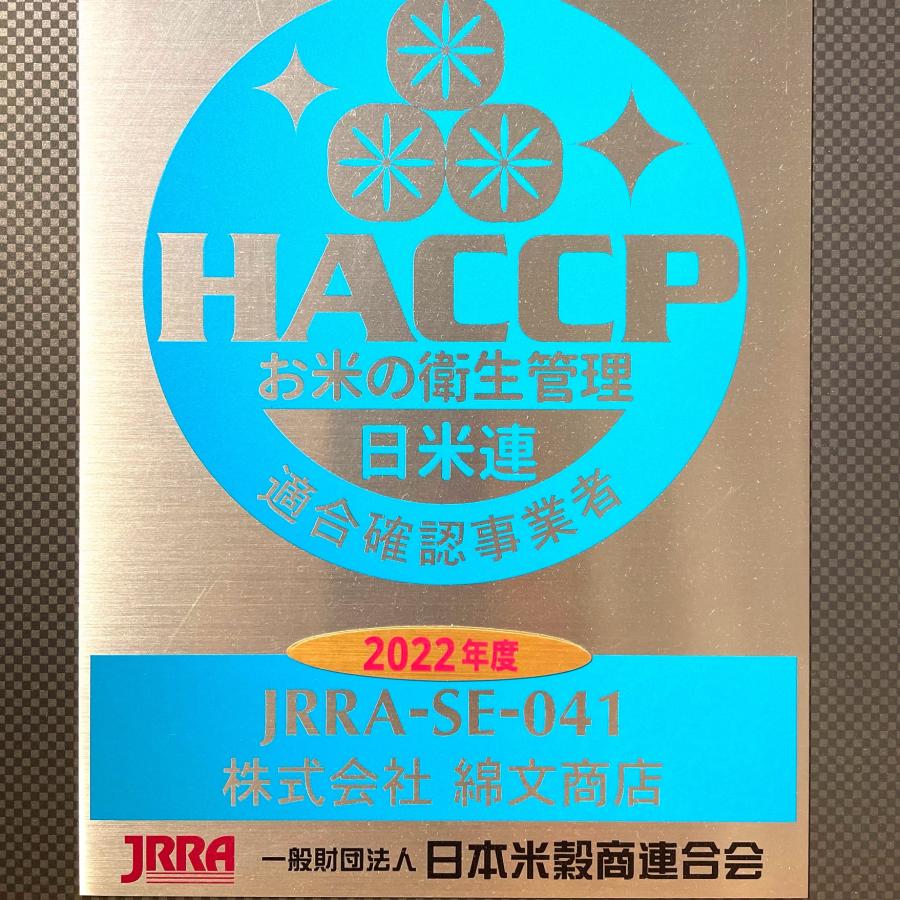 HACCP
お米の衛生管理
日米連
適合確認事業者
2022年度
JRRA-SE-041
株式会社 綿文商店
JRRA 一般財団法人 日本米穀商連合会